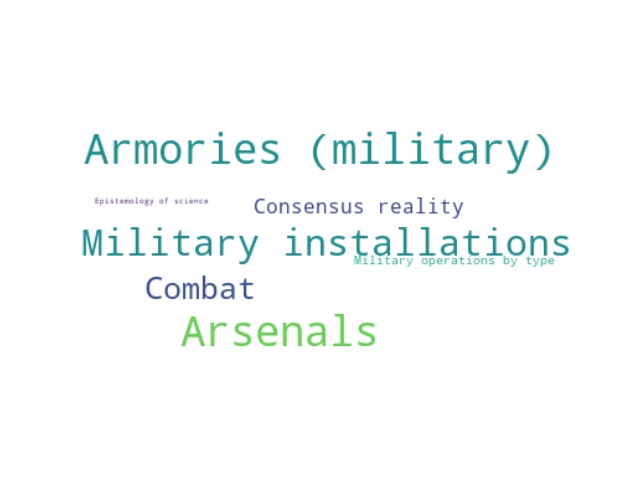 Armories (military)
Epistemology of science
Consensus reality
Military installations
Military operations by type
Combat
Arsenals